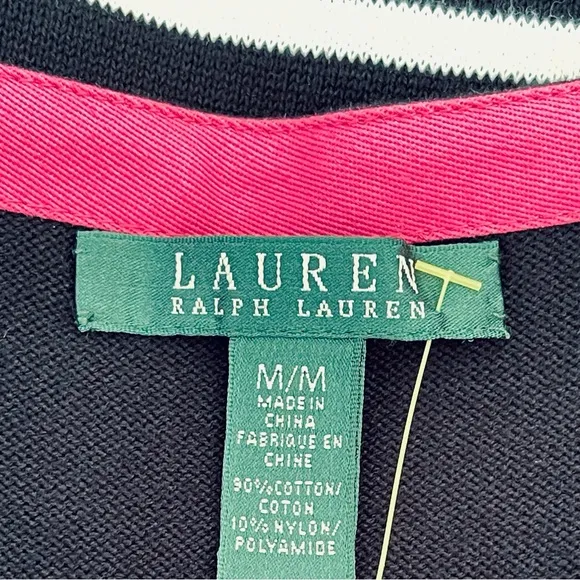 LAUREN
RALPH LAUREN
M/M
MADE IN
CHINA
FABRIQUE EN
CHINE
90%COTTON/
COTON
10%NYLON/
POLYAMIDE